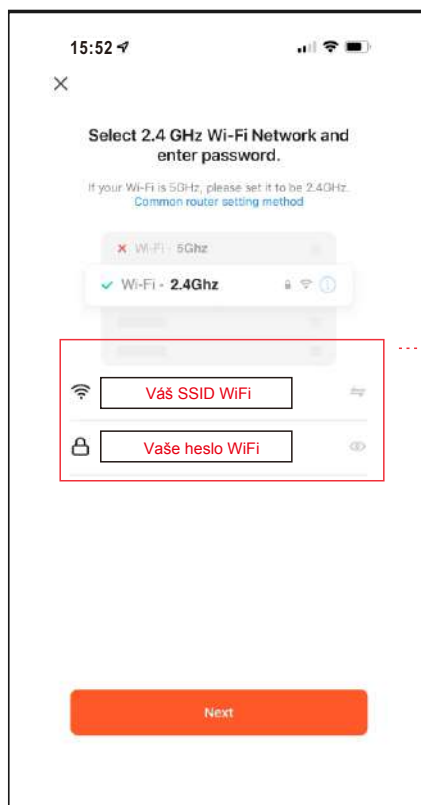 15:52
Select 2.4 GHz Wi-Fi Network and
enter password.
If your Wi-Fi is 5GHz, please set it to be 2.4GHz.
Common router setting method
Wi-Fi - 5Ghz
Wi-Fi - 2.4Ghz
Váš SSID WiFi
Vaše heslo WiFi
Next